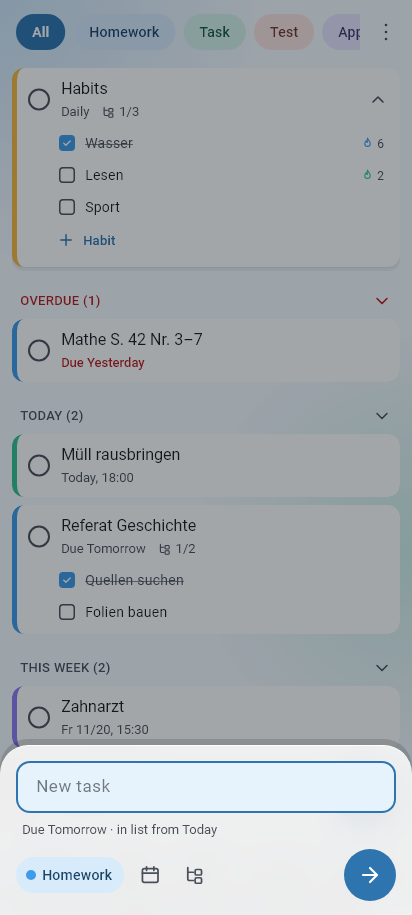 All Homework Task Test App
Habits
Daily 1/3
Wasser 6
Lesen 2
Sport
+ Habit
OVERDUE (1)
Mathe S. 42 Nr. 3–7
Due Yesterday
TODAY (2)
Müll rausbringen
Today, 18:00
Referat Geschichte
Due Tomorrow 1/2
Quellen suchen
Folien bauen
THIS WEEK (2)
Zahnarzt
Fr 11/20, 15:30
New task
Due Tomorrow · in list from Today
Homework